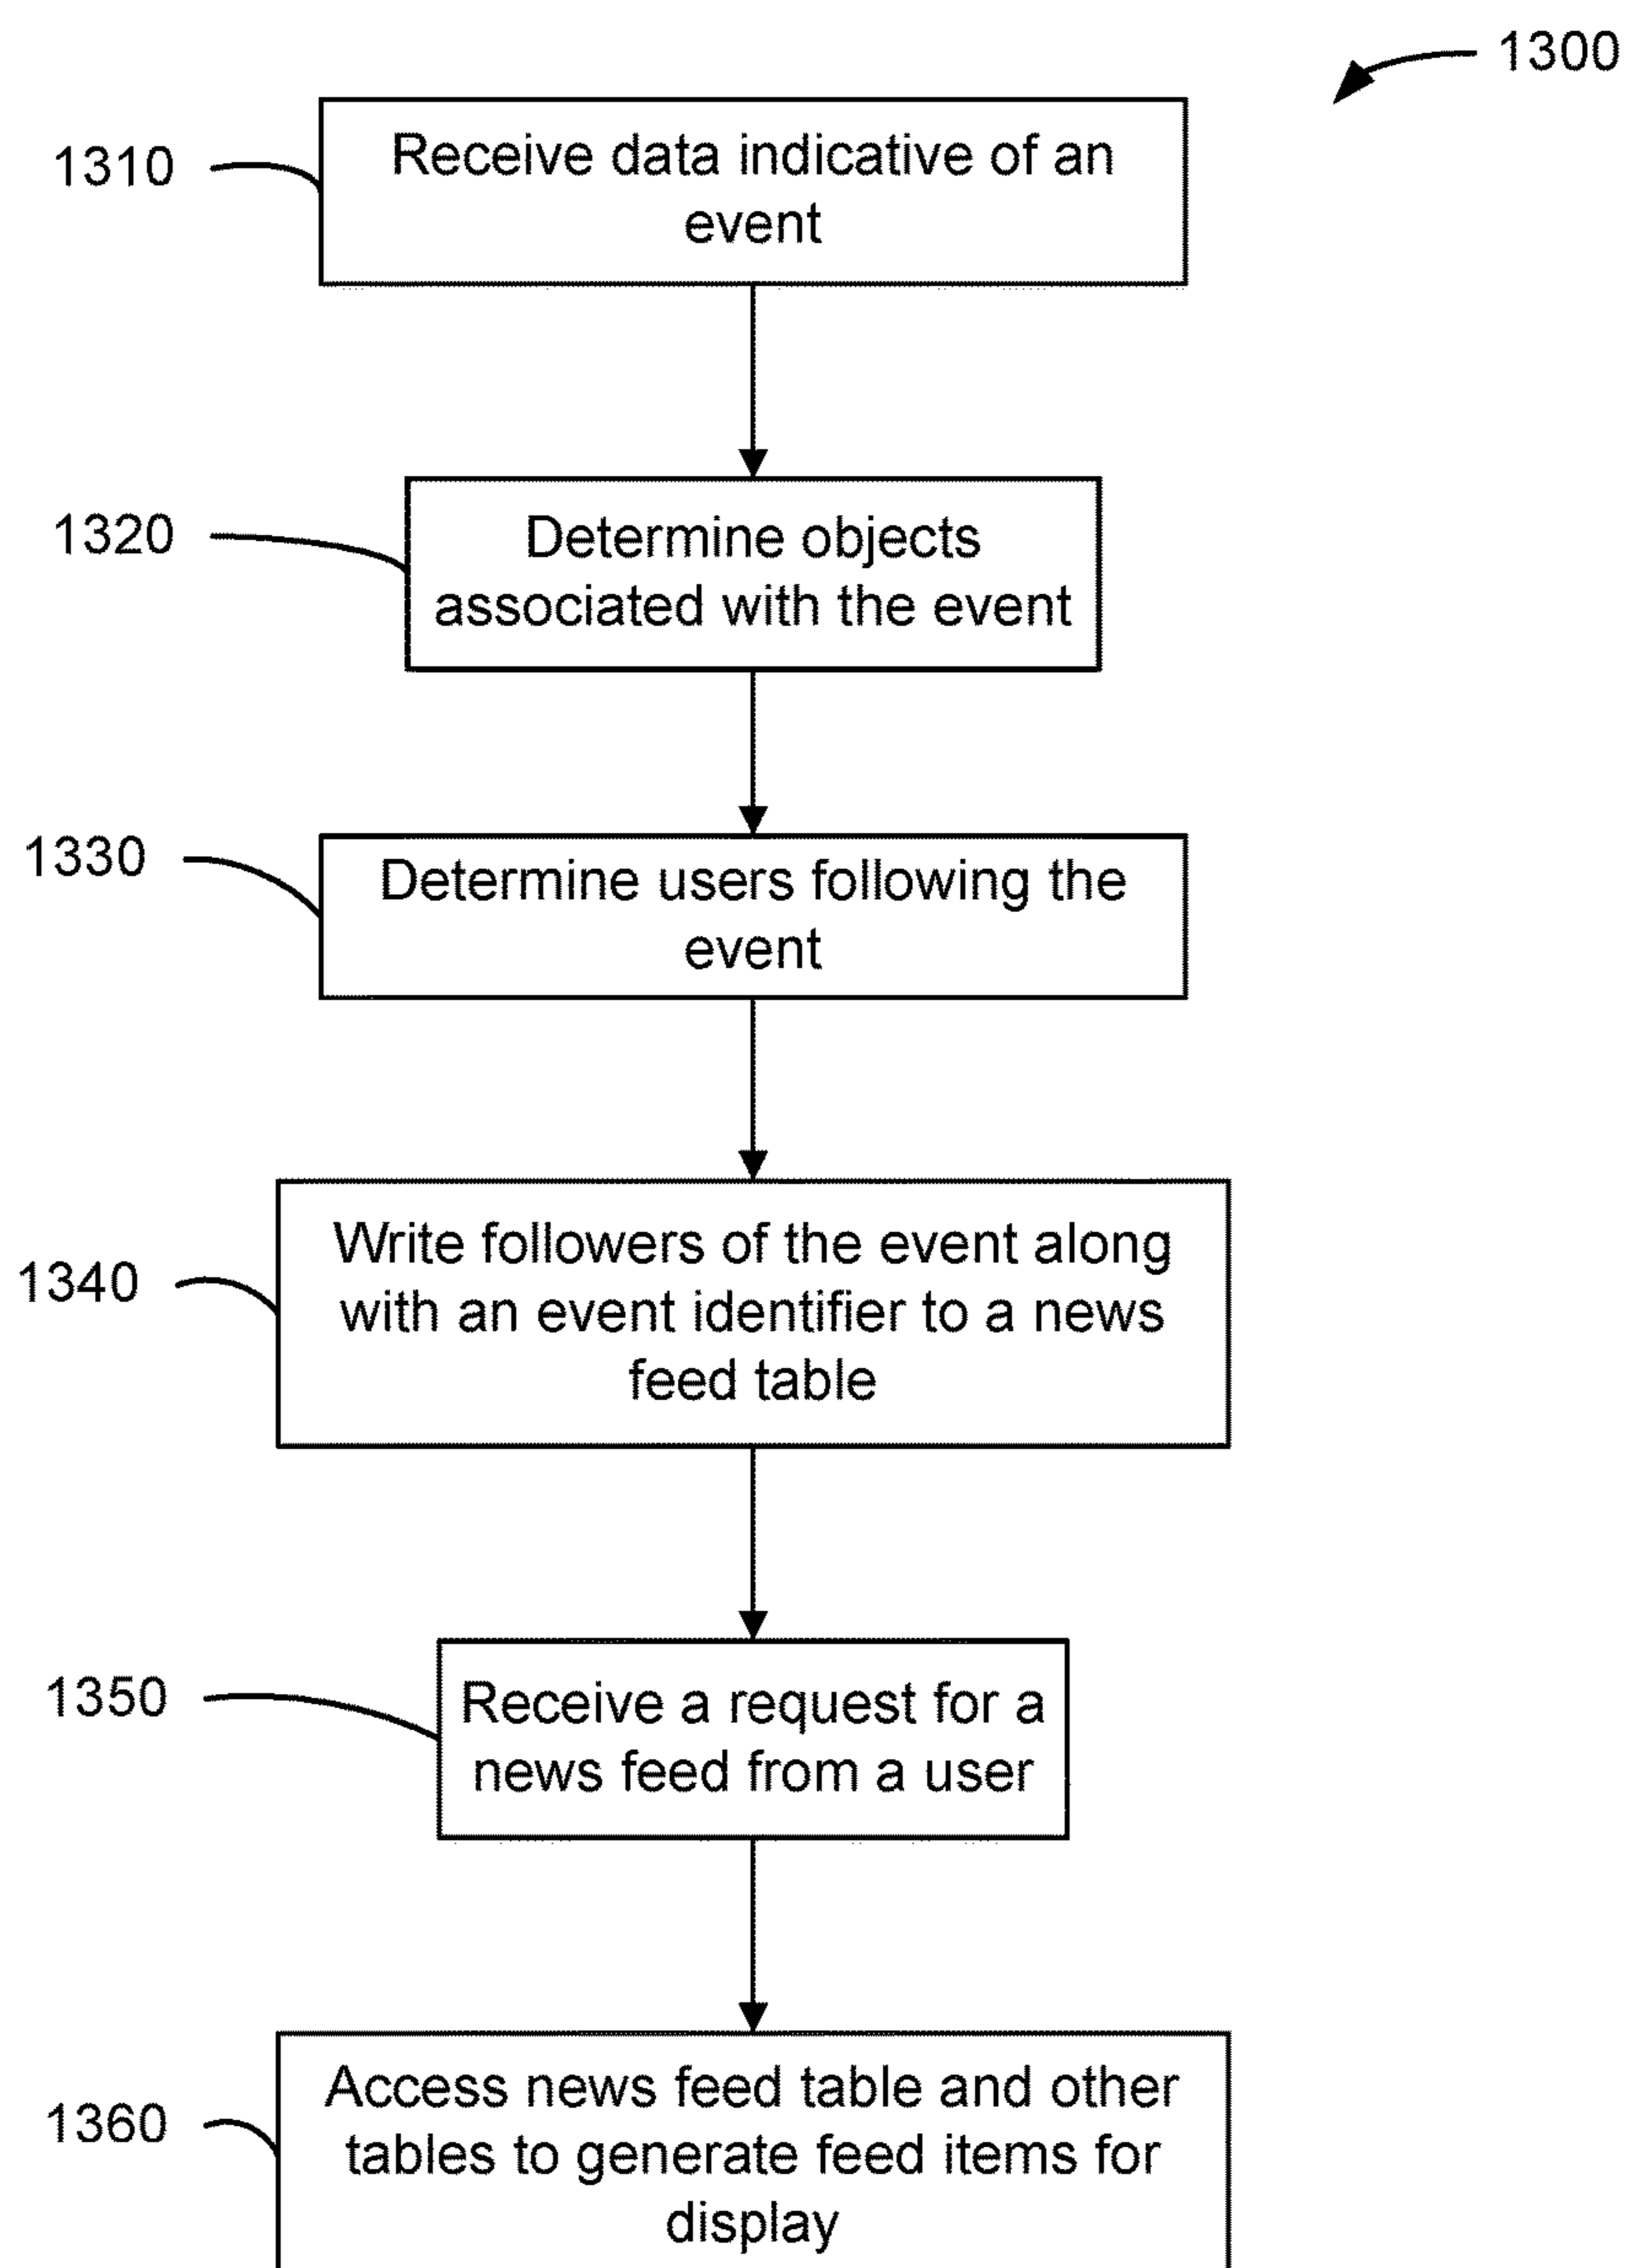 1300
1310
Receive data indicative of an
event
1320
Determine objects
associated with the event
1330
Determine users following the
event
1340
Write followers of the event along
with an event identifier to a news
feed table
1350
Receive a request for a
news feed from a user
1360
Access news feed table and other
tables to generate feed items for
display